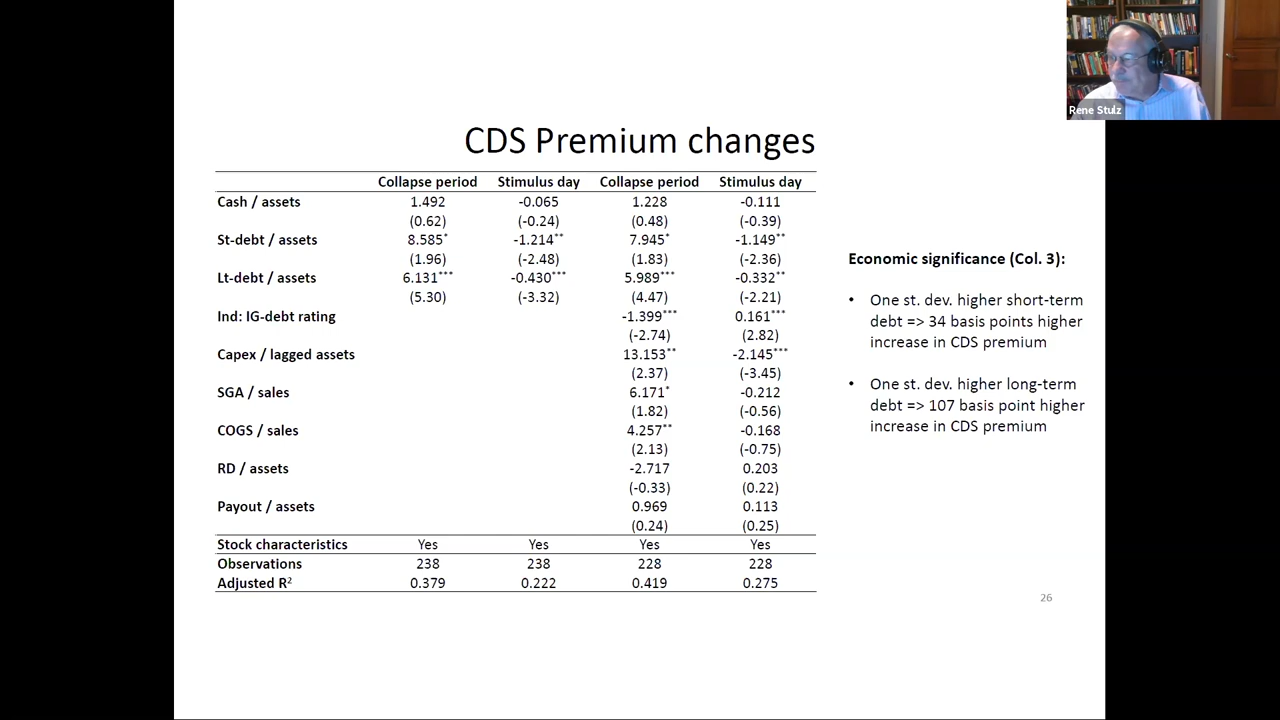 Rene Stulz
CDS Premium changes
Collapse period Stimulus day Collapse period Stimulus day
Cash / assets 1.492 -0.065 1.228 -0.111
(0.62) (-0.24) (0.48) (-0.39)
St-debt / assets 8.585* -1.214** 7.945* -1.149**
(1.96) (-2.48) (1.83) (-2.36)
Lt-debt / assets 6.131*** -0.430*** 5.989*** -0.332**
(5.30) (-3.32) (4.47) (-2.21)
Ind: IG-debt rating -1.399*** 0.161***
(-2.74) (2.82)
Capex / lagged assets 13.153** -2.145***
(2.37) (-3.45)
SGA / sales 6.171* -0.212
(1.82) (-0.56)
COGS / sales 4.257** -0.168
(2.13) (-0.75)
RD / assets -2.717 0.203
(-0.33) (0.22)
Payout / assets 0.969 0.113
(0.24) (0.25)
Stock characteristics Yes Yes Yes Yes
Observations 238 238 228 228
Adjusted R² 0.379 0.222 0.419 0.275
Economic significance (Col. 3):
• One st. dev. higher short-term
debt => 34 basis points higher
increase in CDS premium
• One st. dev. higher long-term
debt => 107 basis point higher
increase in CDS premium
26